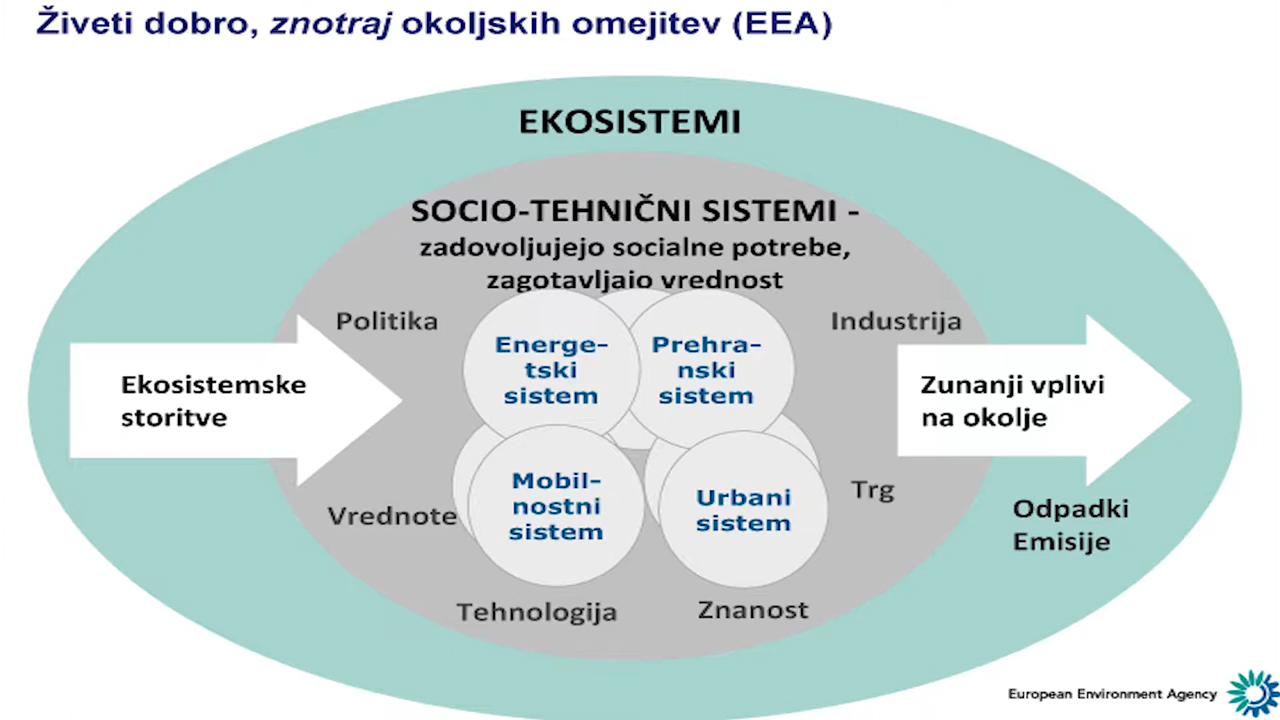 Živeti dobro, znotraj okoljskih omejitev (EEA)
EKOSISTEMI
SOCIO-TEHNIČNI SISTEMI -
zadovoljujejo socialne potrebe,
zagotavljajo vrednost
Politika
Industrija
Energe-
tski
sistem
Prehra-
nski
sistem
Ekosistemske
storitve
Zunanji vplivi
na okolje
Mobil-
nostni
sistem
Urbani
sistem
Vrednote
Trg
Odpadki
Emisije
Tehnologija
Znanost
European Environment Agency